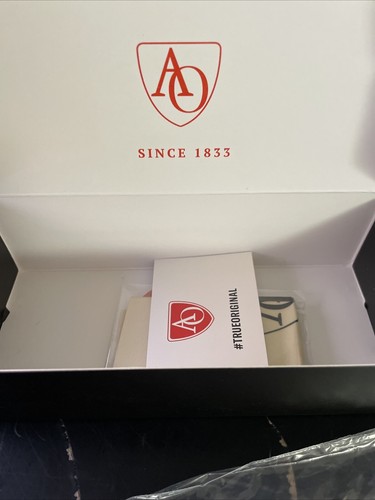 AO
SINCE 1833
AO
#TRUEORIGINAL